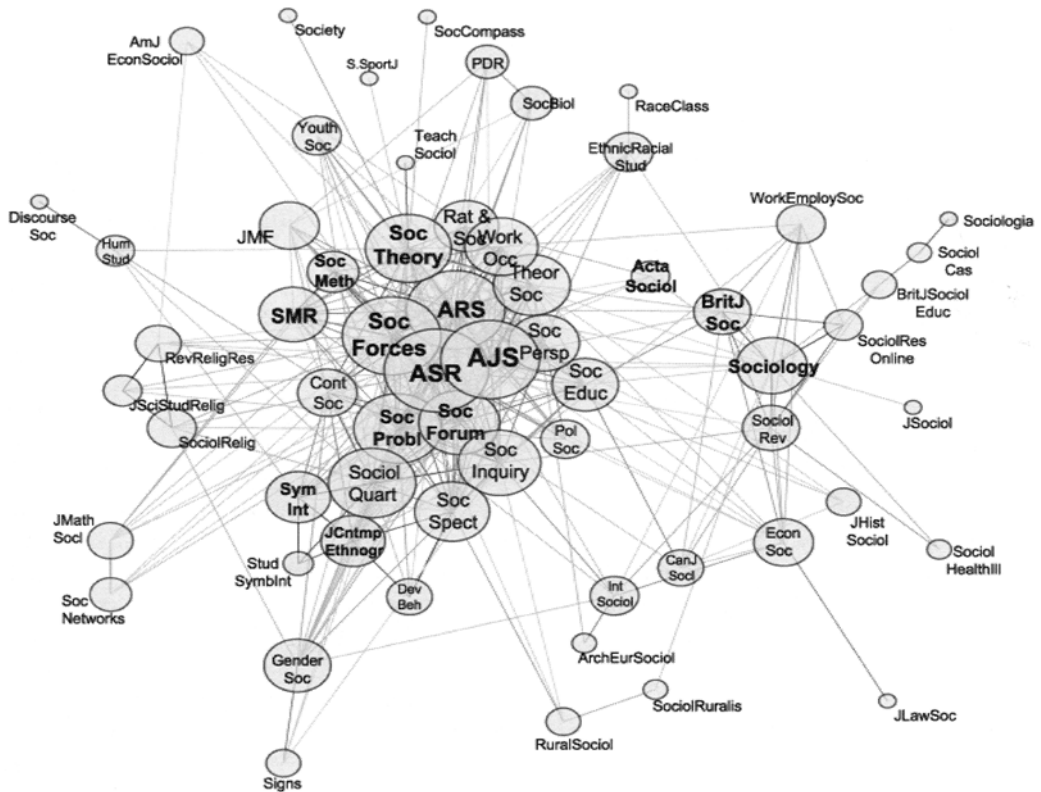 Society
SocCompass
AmJ
EconSociol
S.SportJ
PDR
SocBiol
RaceClass
Youth
Soc
Teach
Sociol
EthnicRacial
Stud
WorkEmploySoc
Discourse
Soc
Hum
Stud
JMF
Soc
Theory
Rat &
Soc
Work
Occ
Sociologia
Sociol
Cas
Soc
Meth
Theor
Soc
Acta
Sociol
BritJSociol
Educ
SMR
ARS
BritJ
Soc
SociolRes
Online
Soc
Forces
AJS
Soc
Persp
RevReligRes
ASR
Sociology
Cont
Soc
Soc
Educ
JSciStudRelig
JSociol
SociolRelig
Soc
Probl
Soc
Forum
Pol
Soc
Sociol
Rev
Soc
Inquiry
Sociol
Quart
Sym
Int
Soc
Spect
JHist
Sociol
JMath
Socl
JCntmp
Ethnogr
Econ
Soc
Sociol
HealthIll
Stud
SymbInt
CanJ
Socl
Soc
Networks
Dev
Beh
Int
Sociol
Gender
Soc
ArchEurSociol
SociolRuralis
JLawSoc
RuralSociol
Signs